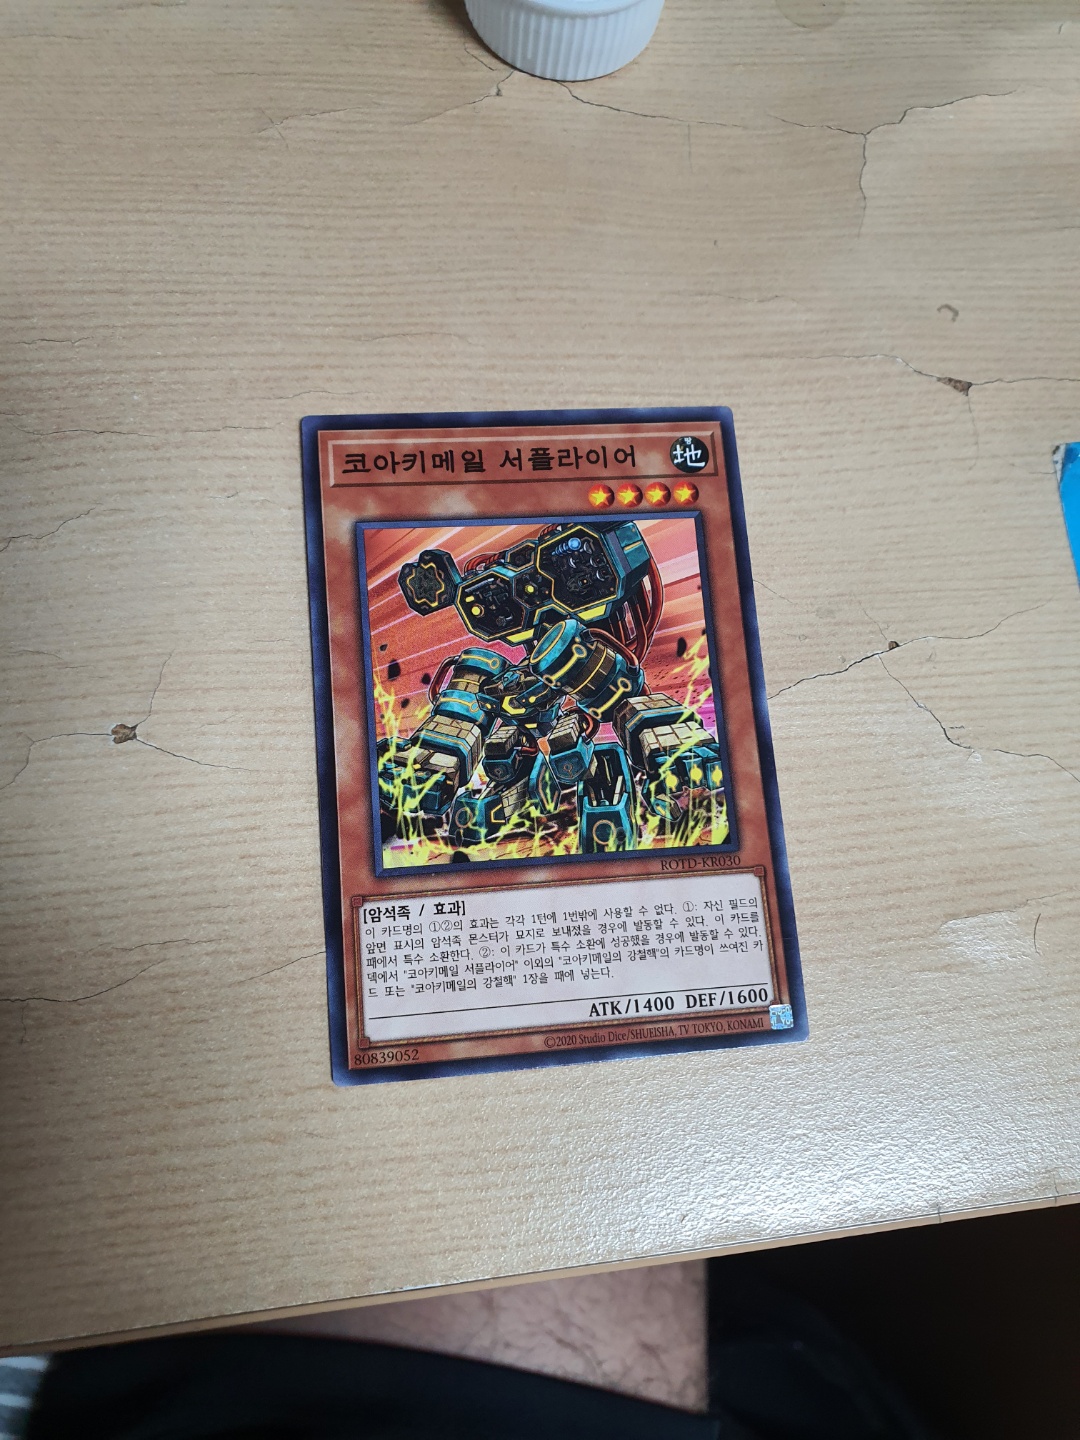 코아키메일 서플라이어
땅
地
ROTD-KR030
[암석족 / 효과]
이 카드명의 ①②의 효과는 각각 1턴에 1번밖에 사용할 수 없다. ①: 자신 필드의
앞면 표시의 암석족 몬스터가 묘지로 보내졌을 경우에 발동할 수 있다. 이 카드를
패에서 특수 소환한다. ②: 이 카드가 특수 소환에 성공했을 경우에 발동할 수 있다.
덱에서 "코아키메일 서플라이어" 이외의 "코아키메일의 강철핵"의 카드명이 쓰여진 카
드 또는 "코아키메일의 강철핵" 1장을 패에 넣는다.
ATK/1400 DEF/1600
80839052
©2020 Studio Dice/SHUEISHA, TV TOKYO, KONAMI